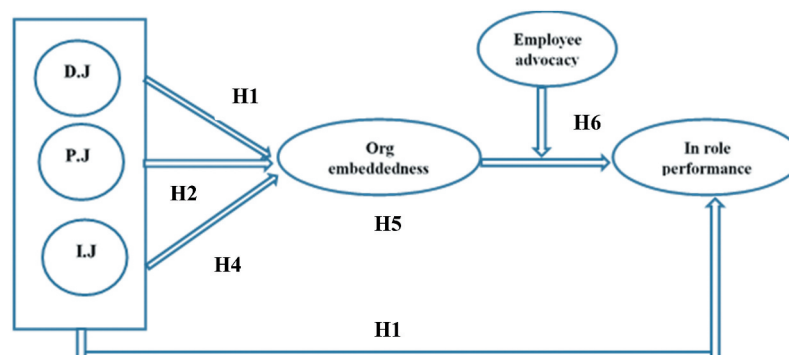 D.J
P.J
I.J
H1
H2
H4
Org
embeddedness
H5
Employee
advocacy
H6
In role
performance
H1